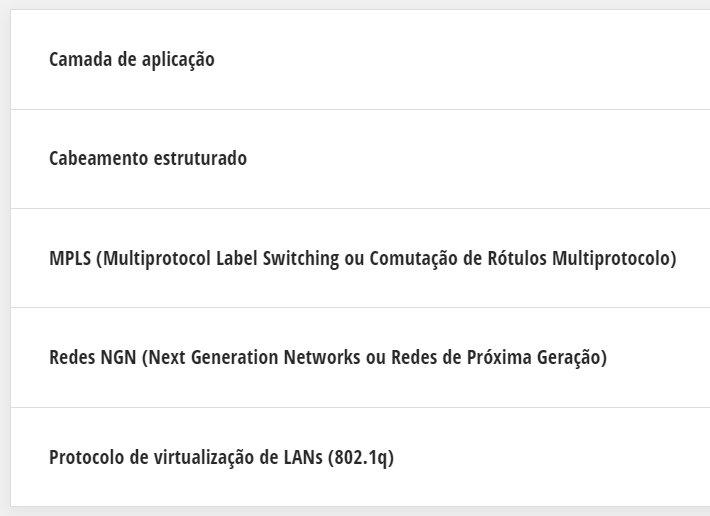 Camada de aplicação
Cabeamento estruturado
MPLS (Multiprotocol Label Switching ou Comutação de Rótulos Multiprotocolo)
Redes NGN (Next Generation Networks ou Redes de Próxima Geração)
Protocolo de virtualização de LANs (802.1q)